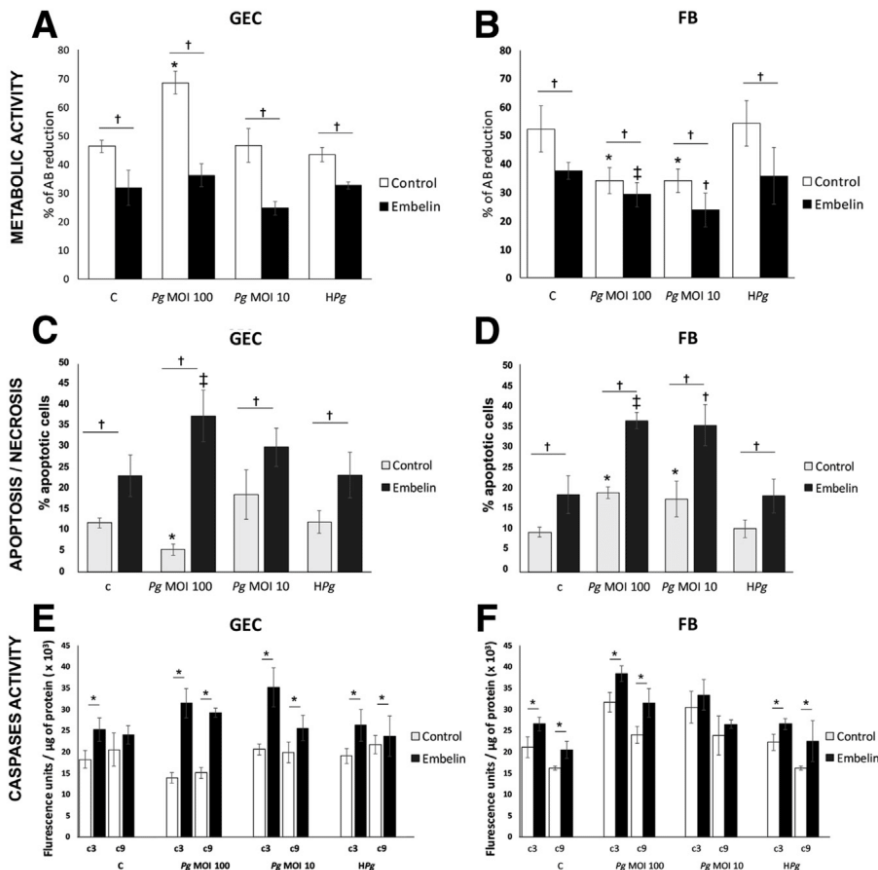 A
GEC
METABOLIC ACTIVITY
% of AB reduction
80
70
60
50
40
30
20
10
0
†
*
†
†
†
Control
Embelin
C
Pg MOI 100
Pg MOI 10
HPg
B
FB
% of AB reduction
80
70
60
50
40
30
20
10
0
†
†
*
‡
†
*
†
†
Control
Embelin
C
Pg MOI 100
Pg MOI 10
HPg
C
GEC
APOPTOSIS / NECROSIS
% apoptotic cells
50
45
40
35
30
25
20
15
10
5
0
†
†
*
‡
†
†
Control
Embelin
c
Pg MOI 100
Pg MOI 10
HPg
D
FB
% apoptotic cells
50
45
40
35
30
25
20
15
10
5
0
†
†
*
‡
†
*
†
†
Control
Embelin
C
Pg MOI 100
Pg MOI 10
HPg
E
GEC
CASPASES ACTIVITY
Flurescence units / µg of protein ( x 10³)
45
40
35
30
25
20
15
10
5
0
*
*
*
*
*
*
*
Control
Embelin
c3 c9 c3 c9 c3 c9 c3 c9
C
Pg MOI 100
Pg MOI 10
HPg
F
FB
Flurescence units / µg of protein ( x 10³)
45
40
35
30
25
20
15
10
5
0
*
*
*
*
*
*
Control
Embelin
c3 c9 c3 c9 c3 c9 c3 c9
C
Pg MOI 100
Pg MOI 10
HPg